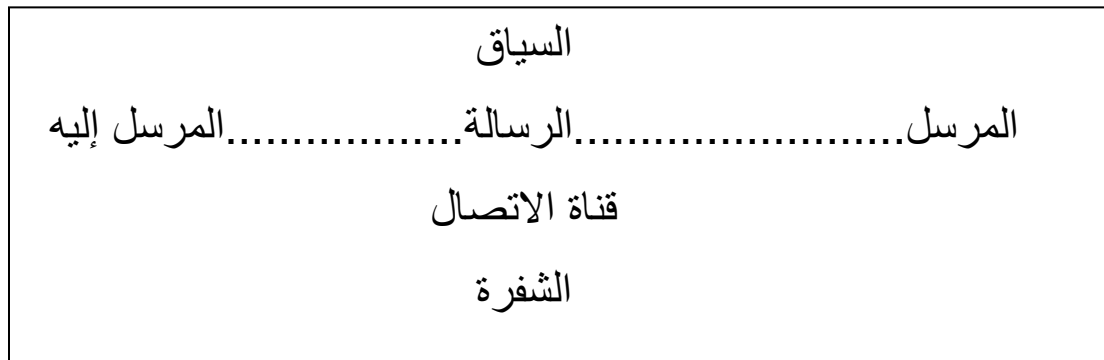 السياق
المرسل.........................الرسالة..................المرسل إليه
قناة الاتصال
الشفرة